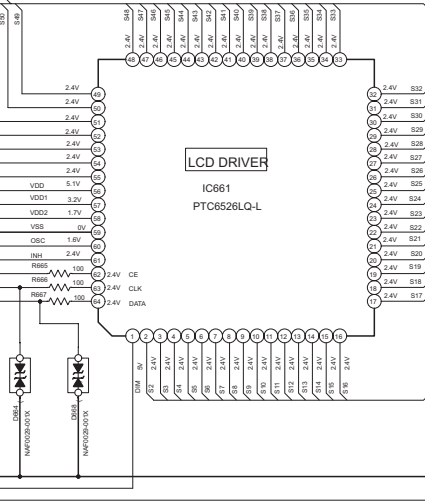 S50
S49
S48
S47
S46
S45
S44
S43
S42
S41
S40
S39
S38
S37
S36
S35
S34
S33
2.4V 2.4V 2.4V 2.4V 2.4V 2.4V 2.4V 2.4V 2.4V 2.4V 2.4V 2.4V 2.4V 2.4V 2.4V 2.4V
48 47 46 45 44 43 42 41 40 39 38 37 36 35 34 33
2.4V 49
2.4V 50
2.4V 51
2.4V 52
2.4V 53
2.4V 54
2.4V 55
VDD 5.1V 56
VDD1 3.2V 57
VDD2 1.7V 58
VSS 0V 59
OSC 1.6V 60
INH 2.4V 61
R665 100 62 2.4V CE
R666 100 63 2.4V CLK
R667 100 64 2.4V DATA
LCD DRIVER
IC661
PTC6526LQ-L
32 2.4V S32
31 2.4V S31
30 2.4V S30
29 2.4V S29
28 2.4V S28
27 2.4V S27
26 2.4V S26
25 2.4V S25
24 2.4V S24
23 2.4V S23
22 2.4V S22
21 2.4V S21
20 2.4V S20
19 2.4V S19
18 2.4V S18
17 2.4V S17
1 2 3 4 5 6 7 8 9 10 11 12 13 14 15 16
5V 2.4V 2.4V 2.4V 2.4V 2.4V 2.4V 2.4V 2.4V 2.4V 2.4V 2.4V 2.4V 2.4V 2.4V 2.4V
DIM S2 S3 S4 S5 S6 S7 S8 S9 S10 S11 S12 S13 S14 S15 S16
D664
NAF0029-001X
D668
NAF0029-001X